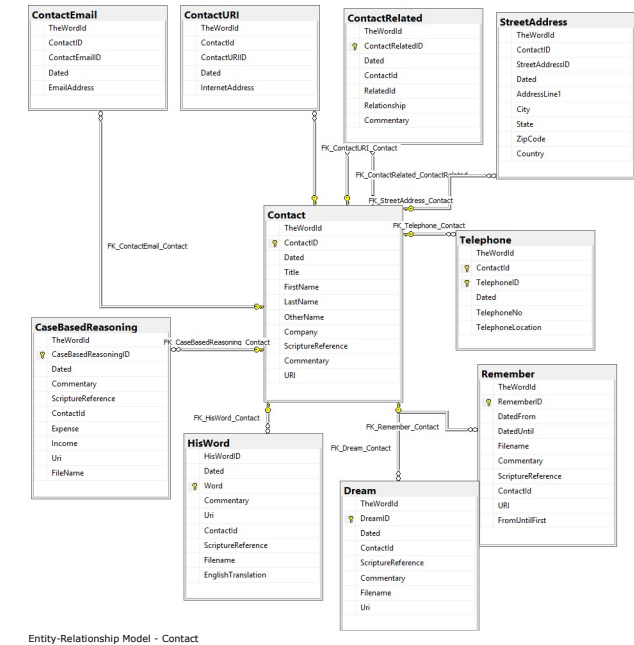 ContactEmail
TheWordId
ContactID
ContactEmailID
Dated
EmailAddress
ContactURI
TheWordId
ContactId
ContactURIID
Dated
InternetAddress
ContactRelated
TheWordId
ContactRelatedID
Dated
ContactId
RelatedId
Relationship
Commentary
StreetAddress
TheWordId
ContactID
StreetAddressID
Dated
AddressLine1
City
State
ZipCode
Country
FK_ContactURI_Contact
FK_ContactRelated_ContactRelated
FK_StreetAddress_Contact
FK_Telephone_Contact
FK_ContactEmail_Contact
Contact
TheWordId
ContactID
Dated
Title
FirstName
LastName
OtherName
Company
ScriptureReference
Commentary
URI
Telephone
TheWordId
ContactId
TelephoneID
Dated
TelephoneNo
TelephoneLocation
CaseBasedReasoning
TheWordId
CaseBasedReasoningID
Dated
Commentary
ScriptureReference
ContactId
Expense
Income
Uri
FileName
FK_CaseBasedReasoning_Contact
FK_HisWord_Contact
FK_Remember_Contact
FK_Dream_Contact
Remember
TheWordId
RememberID
DatedFrom
DatedUntil
Filename
Commentary
ScriptureReference
ContactId
URI
FromUntilFirst
HisWord
HisWordID
Dated
Word
Commentary
Uri
ContactId
ScriptureReference
Filename
EnglishTranslation
Dream
TheWordId
DreamID
Dated
ContactId
ScriptureReference
Commentary
Filename
Uri
Entity-Relationship Model - Contact